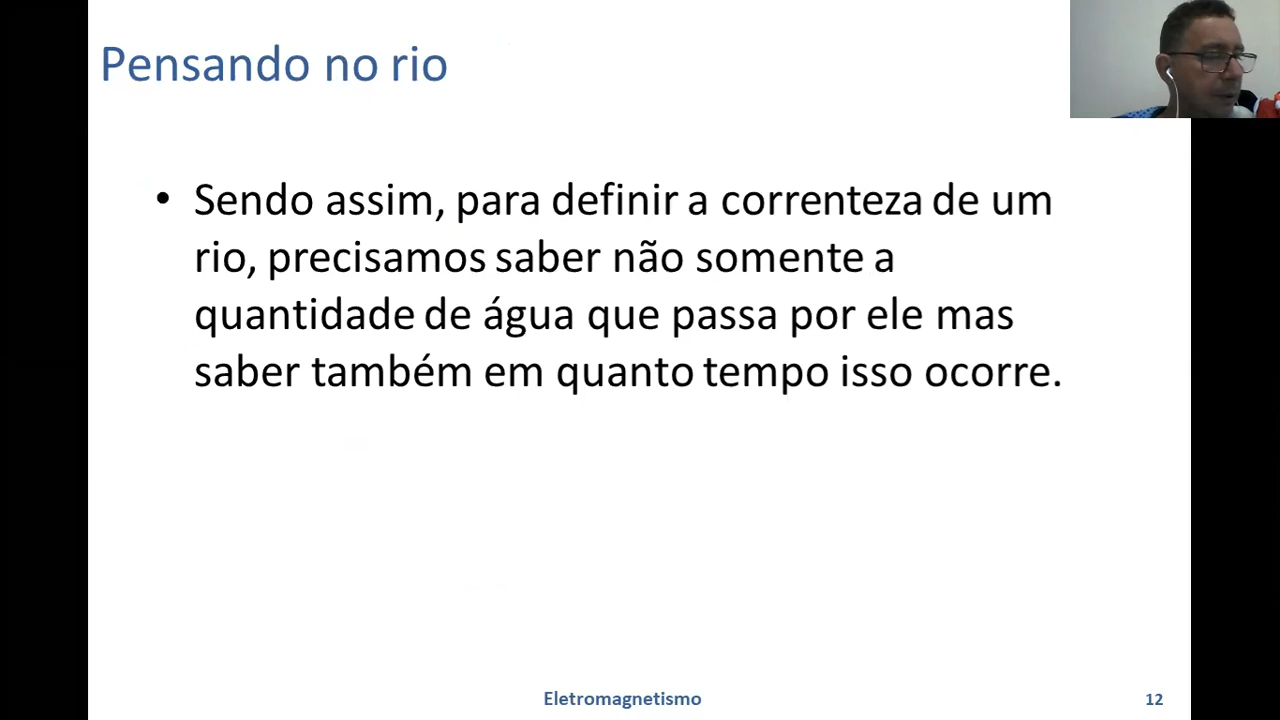 Pensando no rio
• Sendo assim, para definir a correnteza de um
rio, precisamos saber não somente a
quantidade de água que passa por ele mas
saber também em quanto tempo isso ocorre.
Eletromagnetismo
12